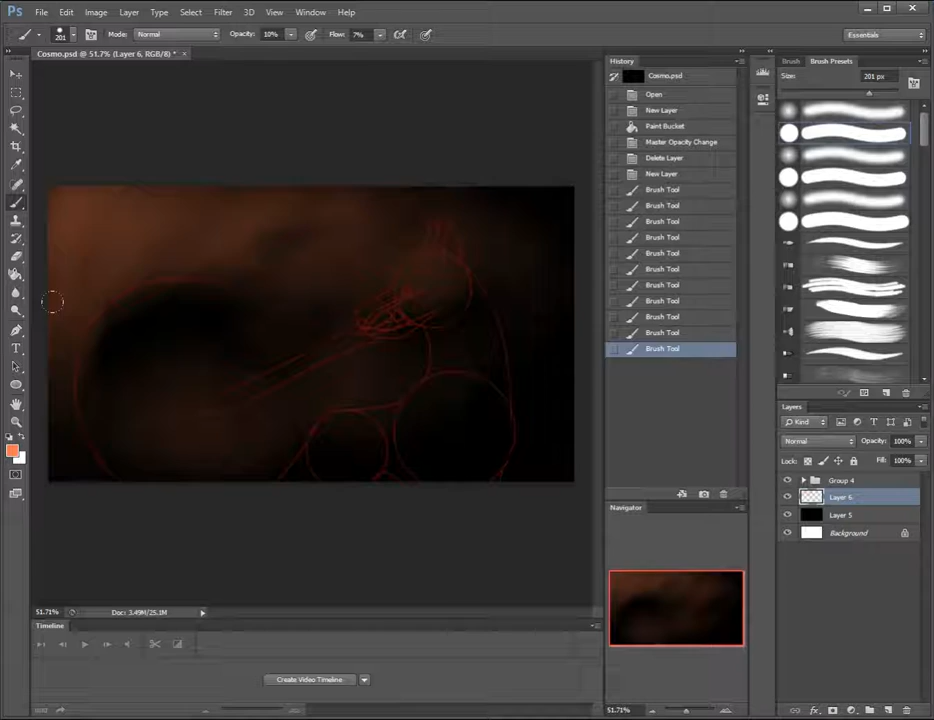 Ps File Edit Image Layer Type Select Filter 3D View Window Help
201 Mode: Normal Opacity: 10% Flow: 7% Essentials
Cosmo.psd @ 51.7% (Layer 6, RGB/8) * ×
History
Cosmo.psd
Open
New Layer
Paint Bucket
Master Opacity Change
Delete Layer
New Layer
Brush Tool
Brush Tool
Brush Tool
Brush Tool
Brush Tool
Brush Tool
Brush Tool
Brush Tool
Brush Tool
Brush Tool
Brush Tool
Brush Brush Presets
Size: 201 px
Layers
Kind
Normal Opacity: 100%
Lock: Fill: 100%
Group 4
Layer 6
Layer 5
Background
Navigator
51.71%
51.71% Doc: 3.49M/25.1M
Timeline
Create Video Timeline